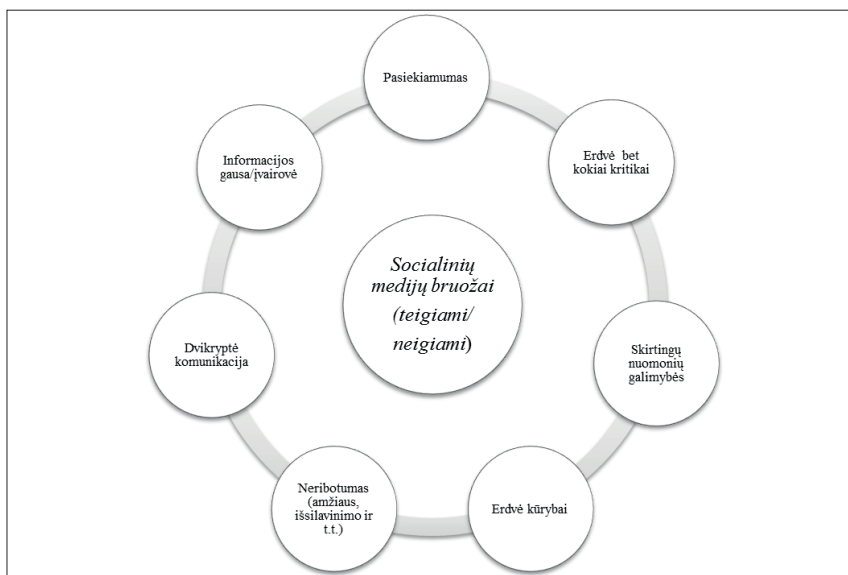 Pasiekiamumas
Erdvė bet
kokiai kritikai
Skirtingų
nuomonių
galimybės
Erdvė kūrybai
Neribotumas
(amžiaus,
išsilavinimo ir
t.t.)
Dvikryptė
komunikacija
Informacijos
gausa/įvairovė
Socialinių
medijų bruožai
(teigiami/
neigiami)